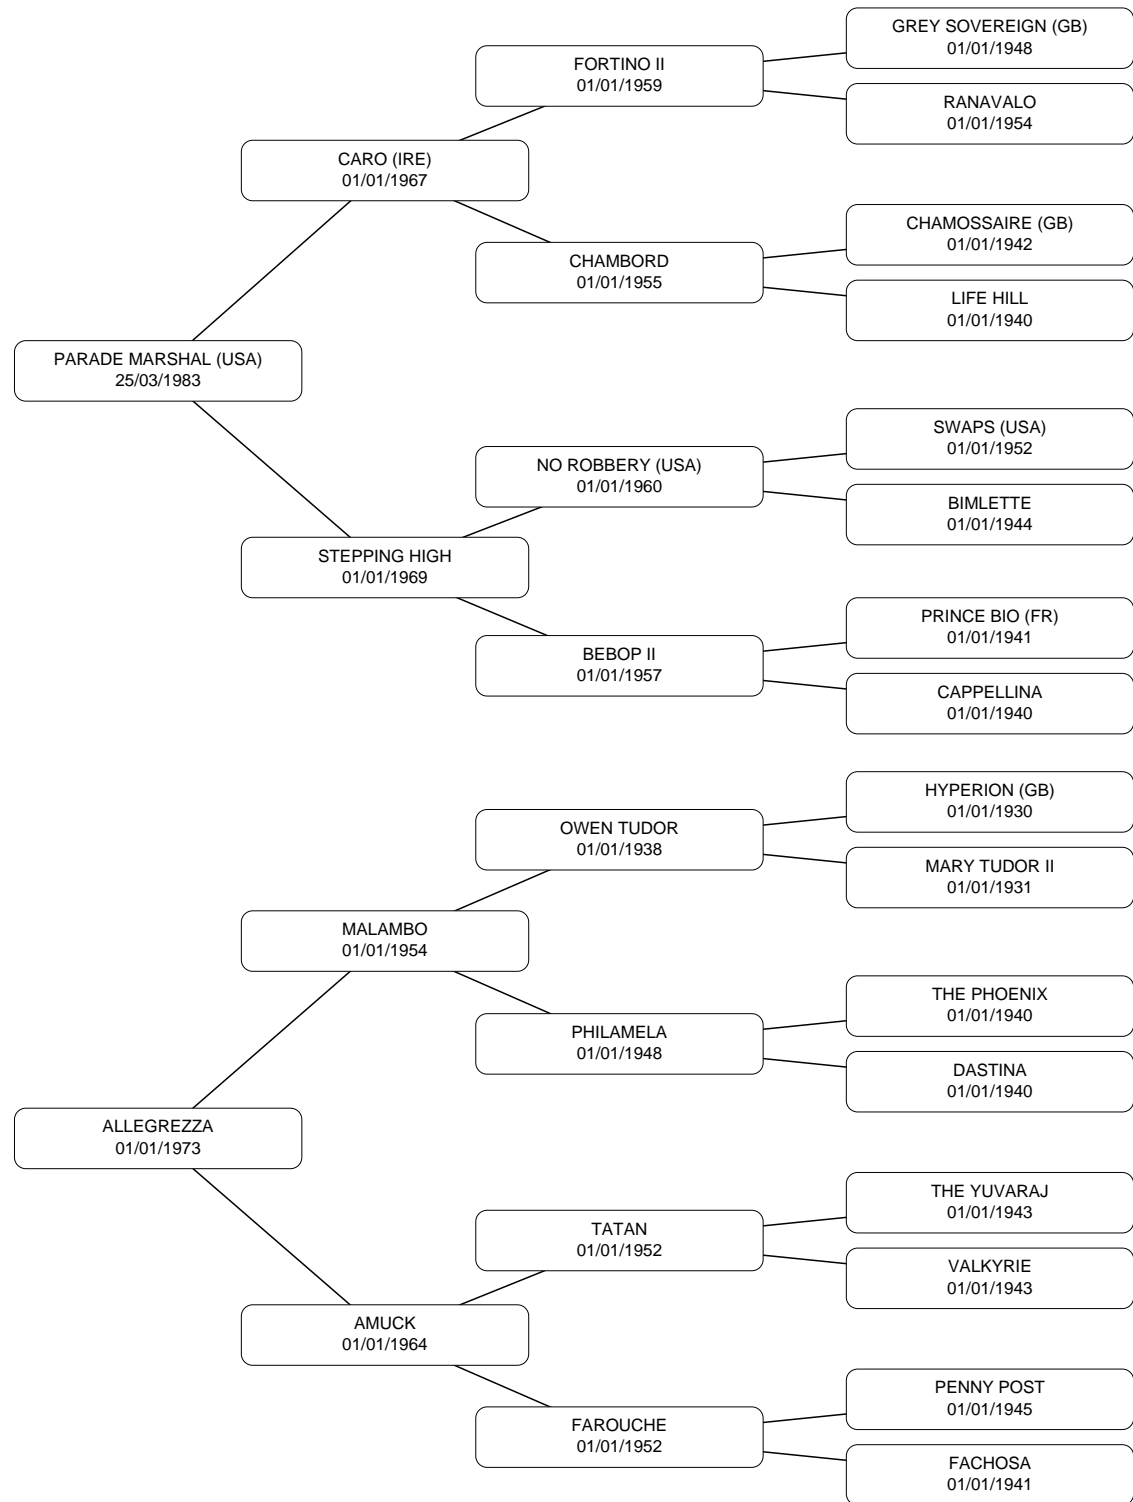 GREY SOVEREIGN (GB)
01/01/1948
FORTINO II
01/01/1959
RANAVALO
01/01/1954
CARO (IRE)
01/01/1967
CHAMOSSAIRE (GB)
01/01/1942
CHAMBORD
01/01/1955
LIFE HILL
01/01/1940
PARADE MARSHAL (USA)
25/03/1983
SWAPS (USA)
01/01/1952
NO ROBBERY (USA)
01/01/1960
BIMLETTE
01/01/1944
STEPPING HIGH
01/01/1969
PRINCE BIO (FR)
01/01/1941
BEBOP II
01/01/1957
CAPPELLINA
01/01/1940
HYPERION (GB)
01/01/1930
OWEN TUDOR
01/01/1938
MARY TUDOR II
01/01/1931
MALAMBO
01/01/1954
THE PHOENIX
01/01/1940
PHILAMELA
01/01/1948
DASTINA
01/01/1940
ALLEGREZZA
01/01/1973
THE YUVARAJ
01/01/1943
TATAN
01/01/1952
VALKYRIE
01/01/1943
AMUCK
01/01/1964
PENNY POST
01/01/1945
FAROUCHE
01/01/1952
FACHOSA
01/01/1941